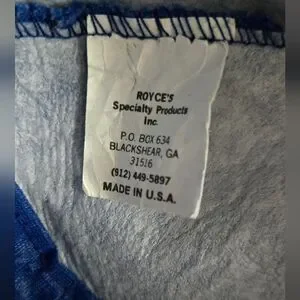 ROYCE'S
Specialty Products
Inc.
P.O. BOX 634
BLACKSHEAR, GA
31516
(912) 449-5897
MADE IN U.S.A.